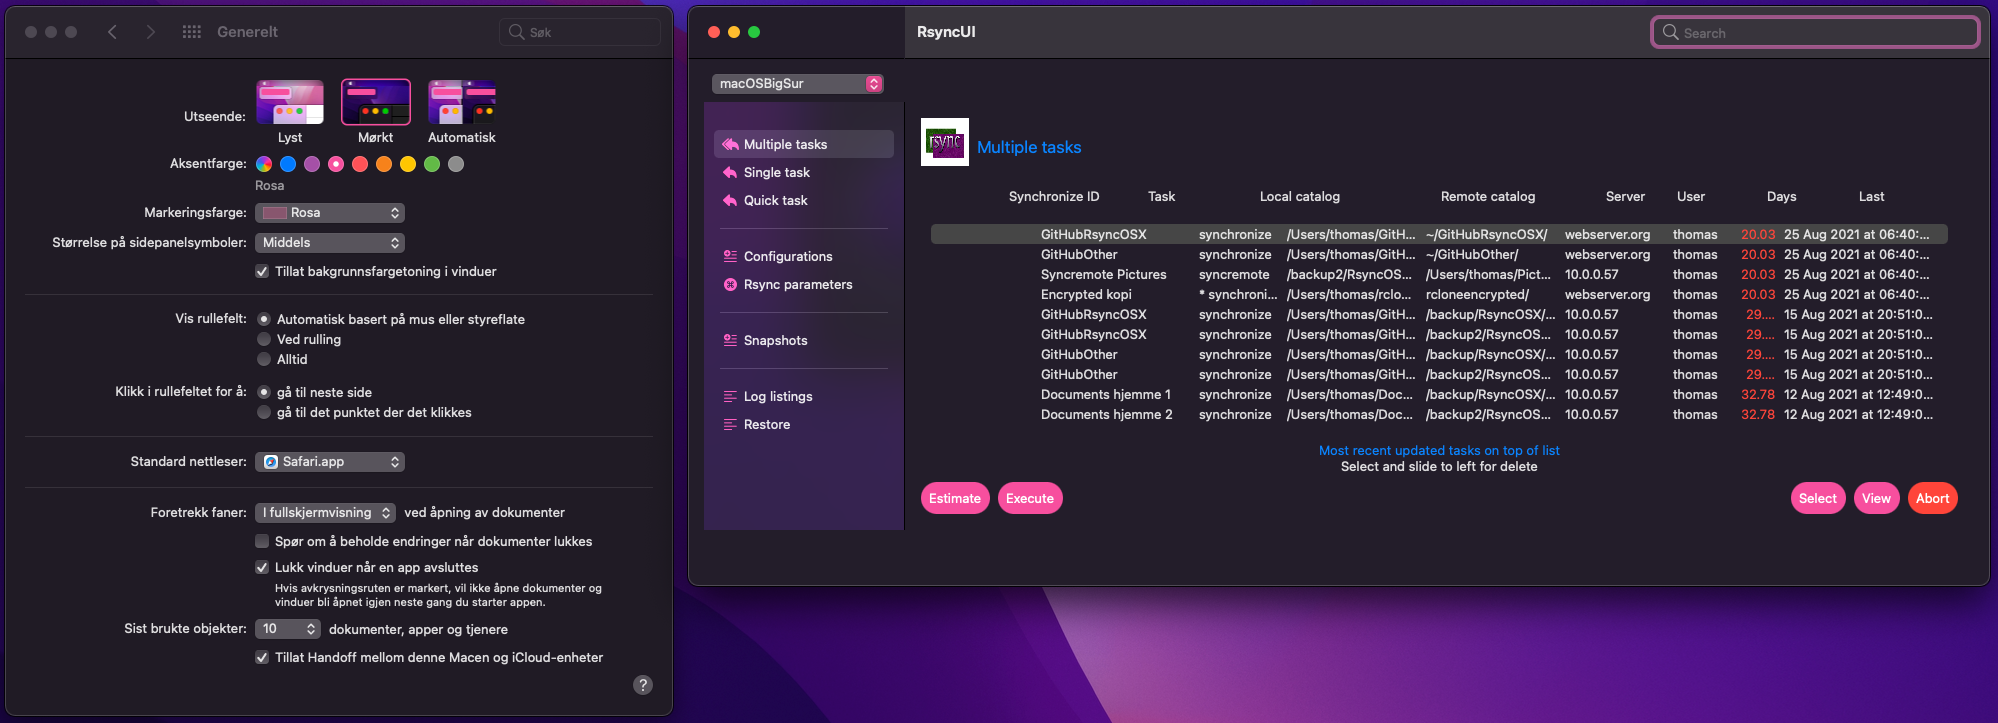 Generelt
Søk
Utseende:
Lyst
Mørkt
Automatisk
Aksentfarge:
Rosa
Markeringsfarge:
Rosa
Størrelse på sidepanelsymboler:
Middels
Tillat bakgrunnsfargetoning i vinduer
Vis rullefelt:
Automatisk basert på mus eller styreflate
Ved rulling
Alltid
Klikk i rullefeltet for å:
gå til neste side
gå til det punktet der det klikkes
Standard nettleser:
Safari.app
Foretrekk faner:
I fullskjermvisning
ved åpning av dokumenter
Spør om å beholde endringer når dokumenter lukkes
Lukk vinduer når en app avsluttes
Hvis avkrysningsruten er markert, vil ikke åpne dokumenter og
vinduer bli åpnet igjen neste gang du starter appen.
Sist brukte objekter:
10
dokumenter, apper og tjenere
Tillat Handoff mellom denne Macen og iCloud-enheter
?
RsyncUI
Search
macOSBigSur
Multiple tasks
Single task
Quick task
Configurations
Rsync parameters
Snapshots
Log listings
Restore
rsync
Multiple tasks
Synchronize ID Task Local catalog Remote catalog Server User Days Last
GitHubRsyncOSX synchronize /Users/thomas/GitH... ~/GitHubRsyncOSX/ webserver.org thomas 20.03 25 Aug 2021 at 06:40:...
GitHubOther synchronize /Users/thomas/GitH... ~/GitHubOther/ webserver.org thomas 20.03 25 Aug 2021 at 06:40:...
Syncremote Pictures syncremote /backup2/RsyncOS... /Users/thomas/Pict... 10.0.0.57 thomas 20.03 25 Aug 2021 at 06:40:...
Encrypted kopi * synchroni... /Users/thomas/rclo... rcloneencrypted/ webserver.org thomas 20.03 25 Aug 2021 at 06:40:...
GitHubRsyncOSX synchronize /Users/thomas/GitH... /backup/RsyncOSX/... 10.0.0.57 thomas 29.... 15 Aug 2021 at 20:51:0...
GitHubRsyncOSX synchronize /Users/thomas/GitH... /backup2/RsyncOS... 10.0.0.57 thomas 29.... 15 Aug 2021 at 20:51:0...
GitHubOther synchronize /Users/thomas/GitH... /backup/RsyncOSX/... 10.0.0.57 thomas 29.... 15 Aug 2021 at 20:51:0...
GitHubOther synchronize /Users/thomas/GitH... /backup2/RsyncOS... 10.0.0.57 thomas 29.... 15 Aug 2021 at 20:51:0...
Documents hjemme 1 synchronize /Users/thomas/Doc... /backup/RsyncOSX/... 10.0.0.57 thomas 32.78 12 Aug 2021 at 12:49:0...
Documents hjemme 2 synchronize /Users/thomas/Doc... /backup2/RsyncOS... 10.0.0.57 thomas 32.78 12 Aug 2021 at 12:49:0...
Most recent updated tasks on top of list
Select and slide to left for delete
Estimate
Execute
Select
View
Abort